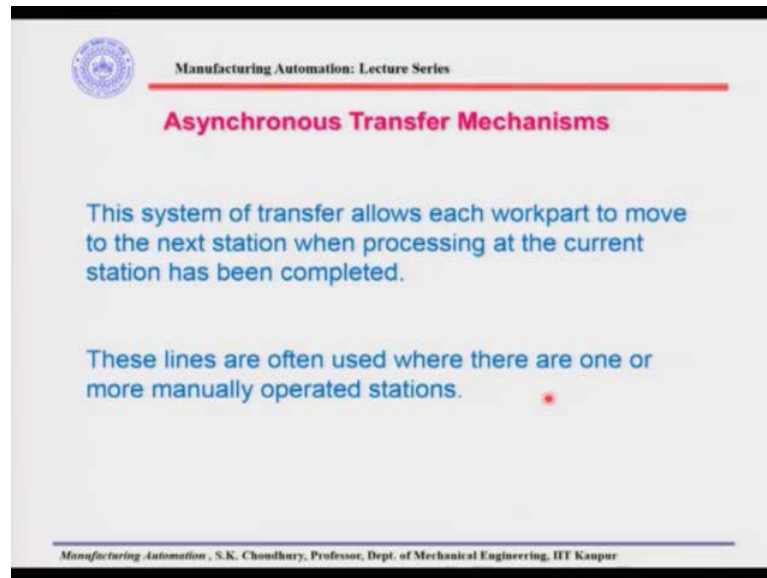 Manufacturing Automation: Lecture Series
Asynchronous Transfer Mechanisms
This system of transfer allows each workpart to move
to the next station when processing at the current
station has been completed.
These lines are often used where there are one or
more manually operated stations.
Manufacturing Automation , S.K. Choudhury, Professor, Dept. of Mechanical Engineering, IIT Kanpur